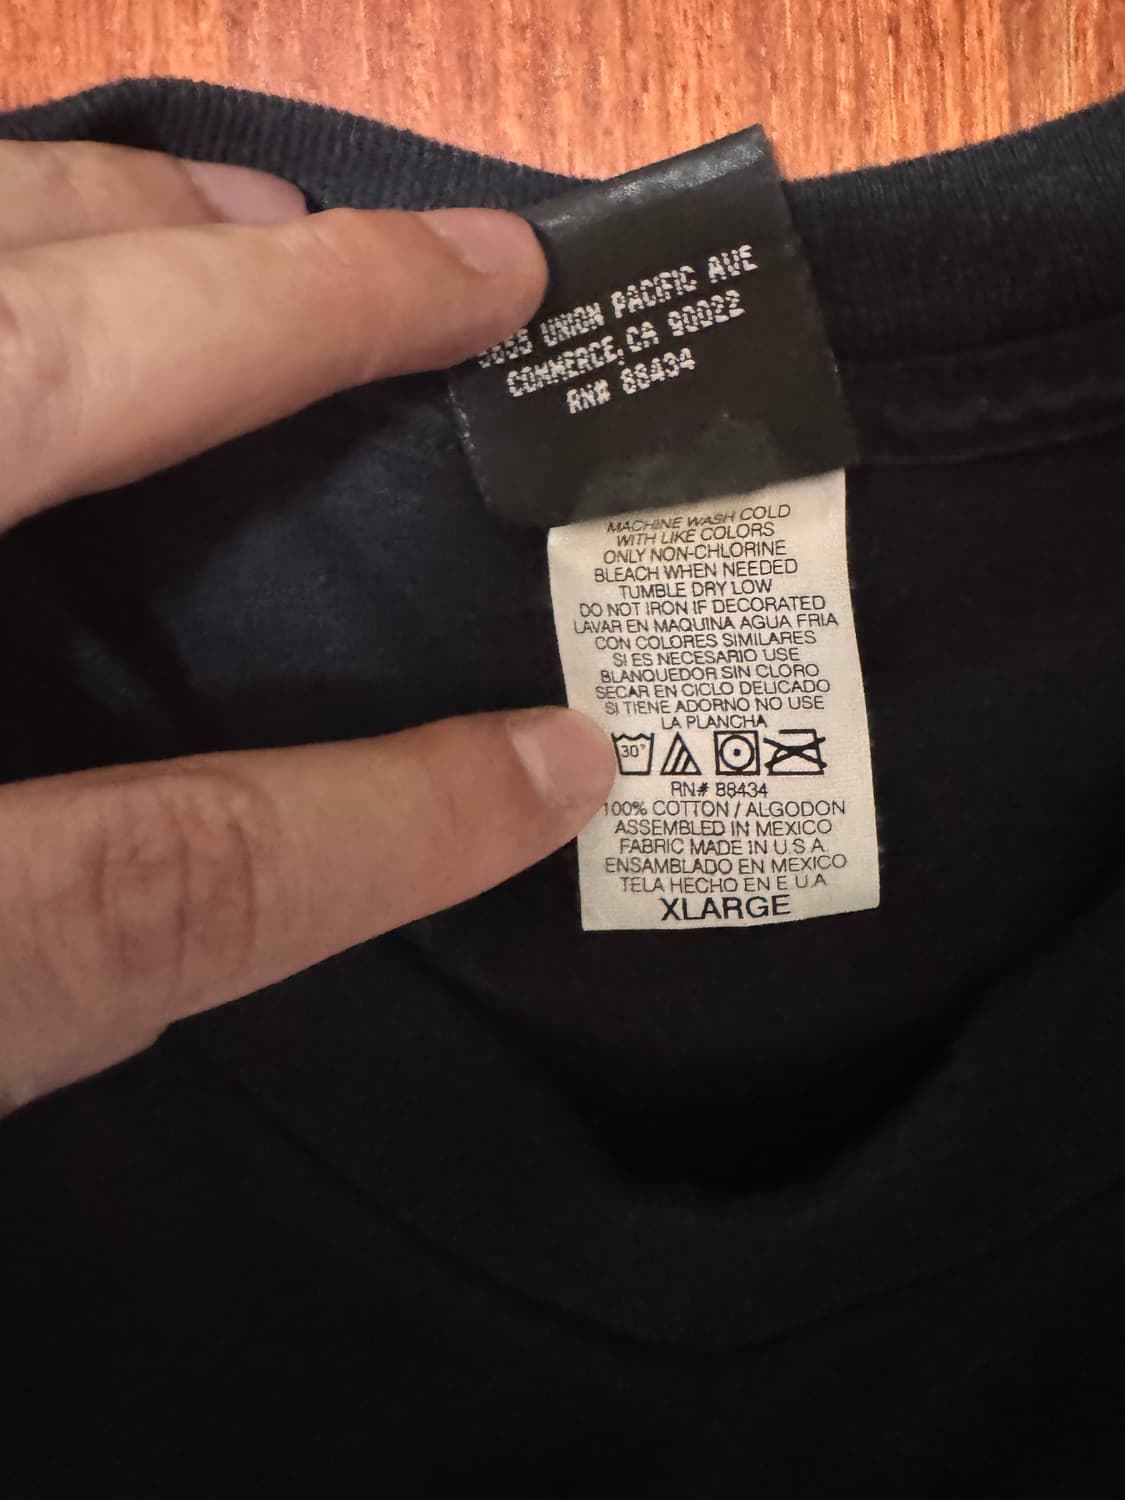 UNION PACIFIC AVE
COMMERCE, CA 90022
RN# 88434
MACHINE WASH COLD
WITH LIKE COLORS
ONLY NON-CHLORINE
BLEACH WHEN NEEDED
TUMBLE DRY LOW
DO NOT IRON IF DECORATED
LAVAR EN MAQUINA AGUA FRIA
CON COLORES SIMILARES
SI ES NECESARIO USE
BLANQUEDOR SIN CLORO
SECAR EN CICLO DELICADO
SI TIENE ADORNO NO USE
LA PLANCHA
30°
RN# 88434
100% COTTON / ALGODON
ASSEMBLED IN MEXICO
FABRIC MADE IN U.S.A.
ENSAMBLADO EN MEXICO
TELA HECHO EN E.U.A
XLARGE